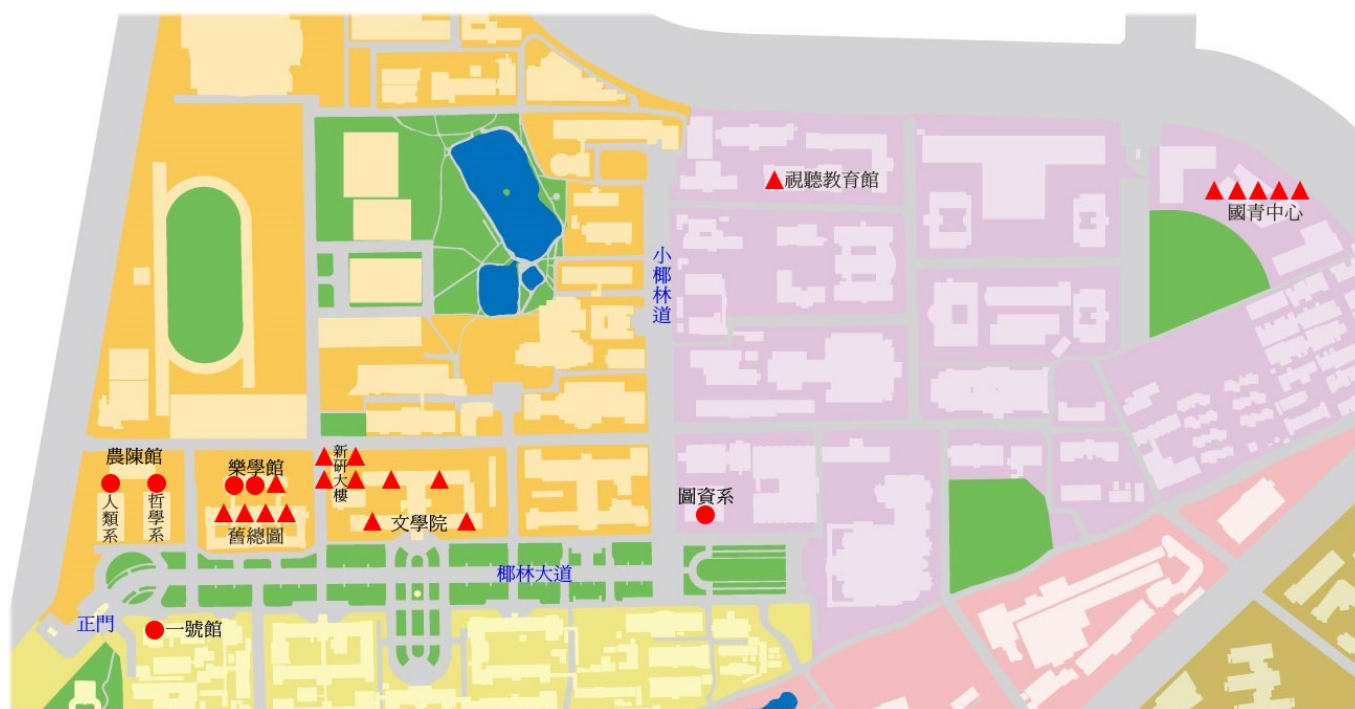 視聽教育館
國青中心
小椰林道
農陳館
樂學館
新研大樓
人類系
哲學系
舊總圖
文學院
圖資系
椰林大道
正門
一號館